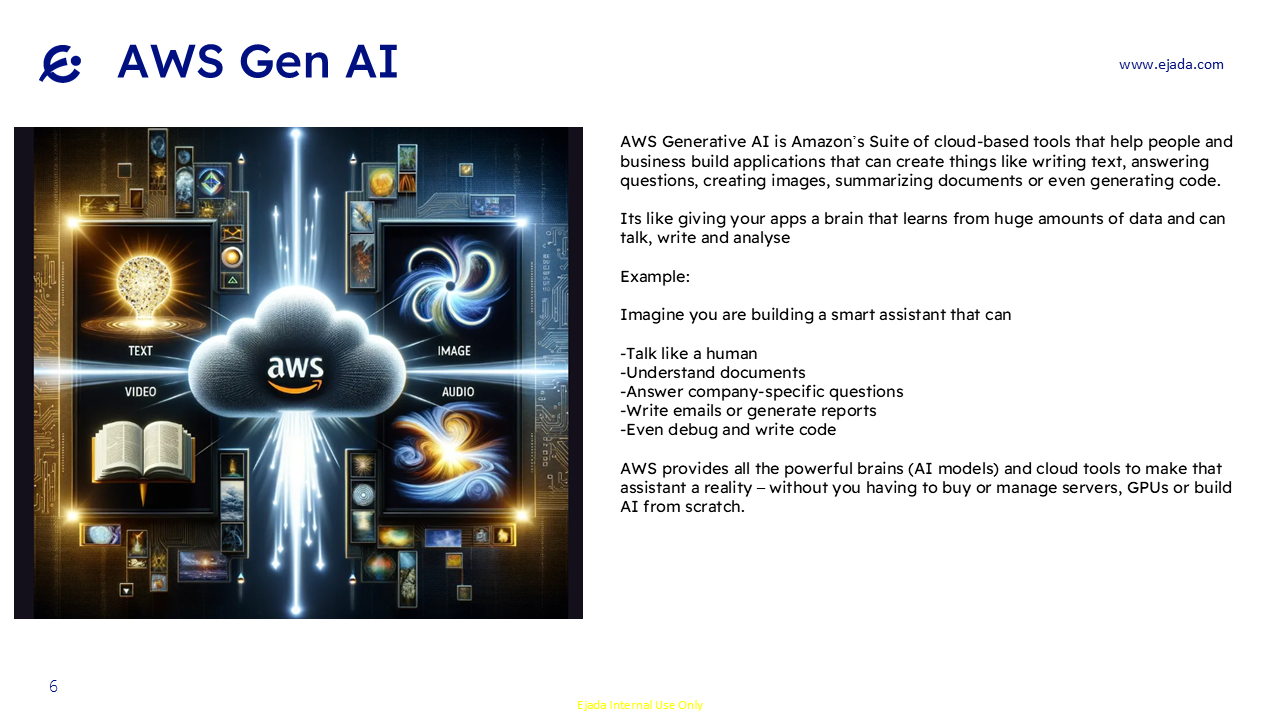 AWS Gen AI
www.ejada.com
AWS Generative AI is Amazon's Suite of cloud-based tools that help people and
business build applications that can create things like writing text, answering
questions, creating images, summarizing documents or even generating code.
Its like giving your apps a brain that learns from huge amounts of data and can
talk, write and analyse
Example:
Imagine you are building a smart assistant that can
-Talk like a human
-Understand documents
-Answer company-specific questions
-Write emails or generate reports
-Even debug and write code
AWS provides all the powerful brains (AI models) and cloud tools to make that
assistant a reality – without you having to buy or manage servers, GPUs or build
AI from scratch.
TEXT
IMAGE
aws
VIDEO
AUDIO
6
Ejada Internal Use Only